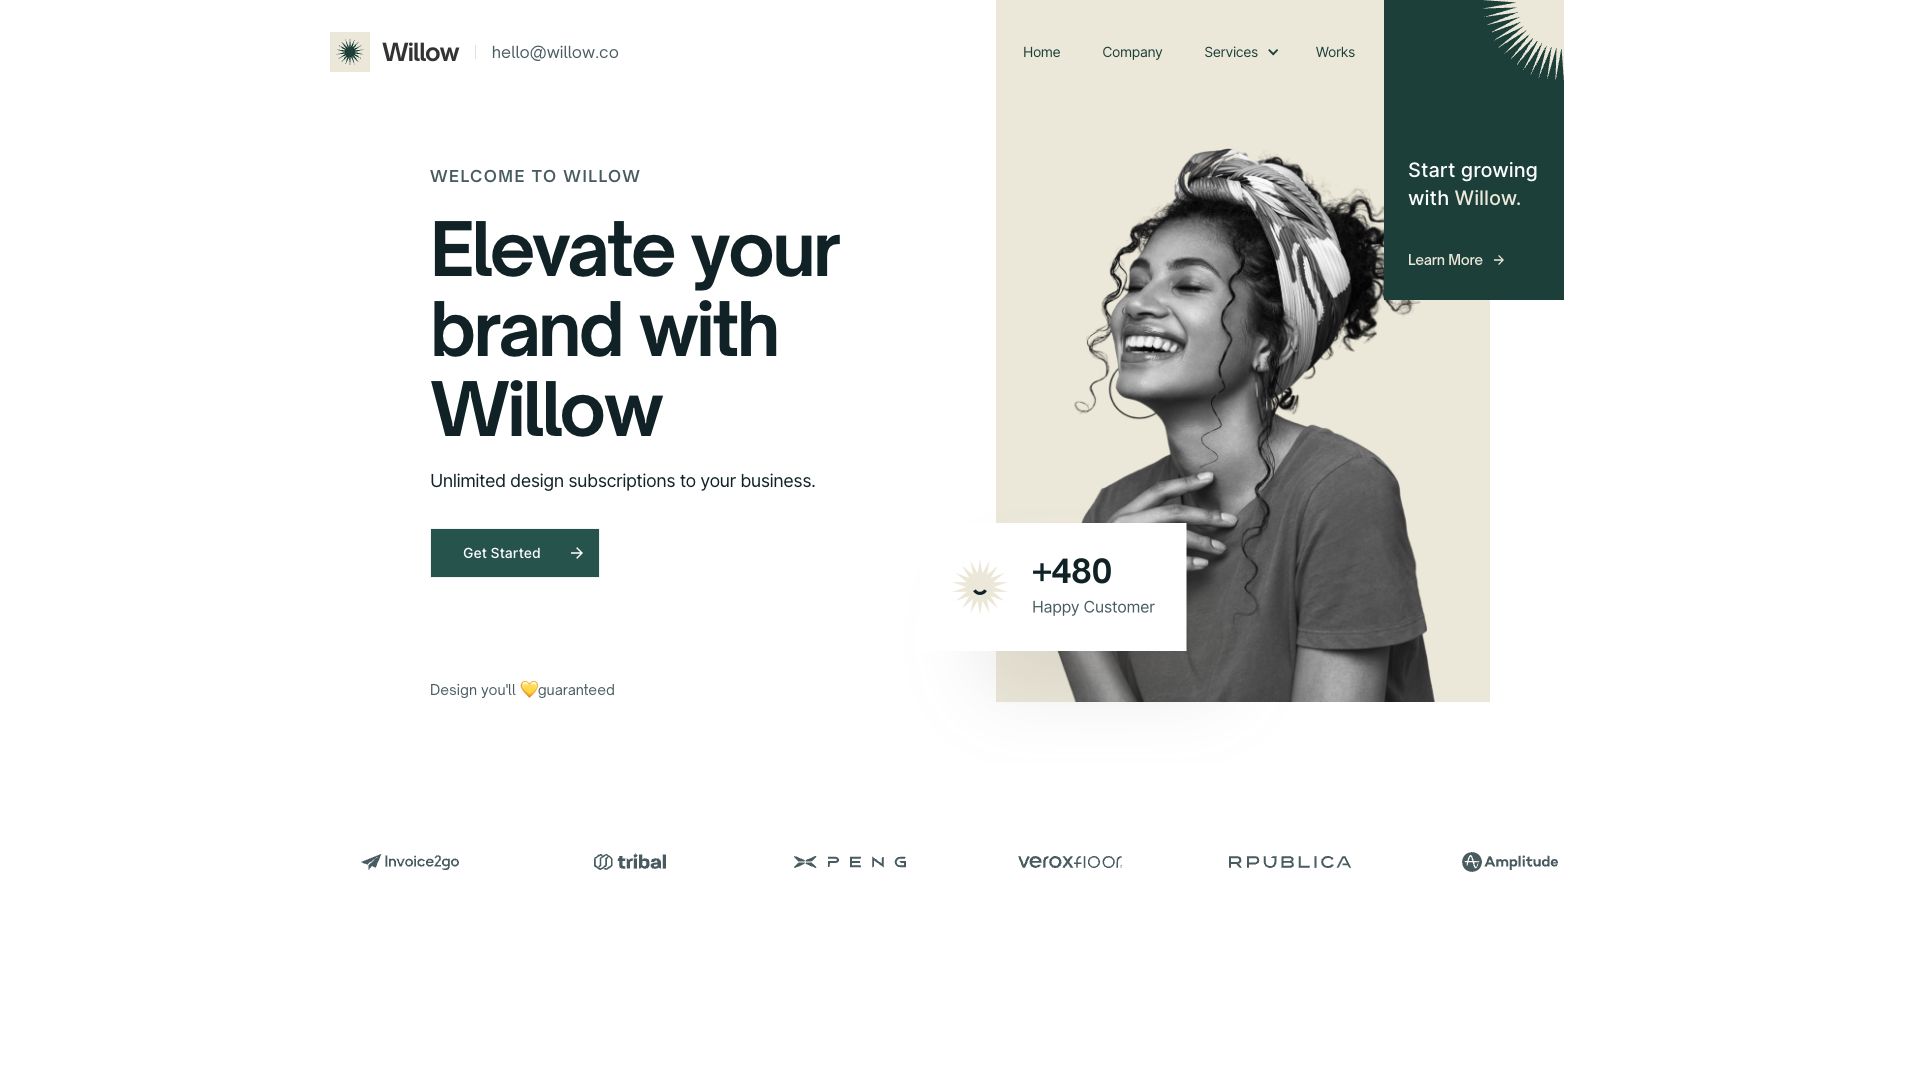 Willow
hello@willow.co
Home
Company
Services
Works
Start growing
with Willow.
Learn More
WELCOME TO WILLOW
Elevate your
brand with
Willow
Unlimited design subscriptions to your business.
Get Started
+480
Happy Customer
Design you'll 💛guaranteed
Invoice2go
tribal
XPENG
veroxfloor
RPUBLICA
Amplitude